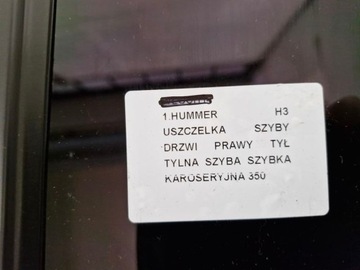 1.HUMMER H3
USZCZELKA SZYBY
DRZWI PRAWY TYŁ
TYLNA SZYBA SZYBKA
KAROSERYJNA 350